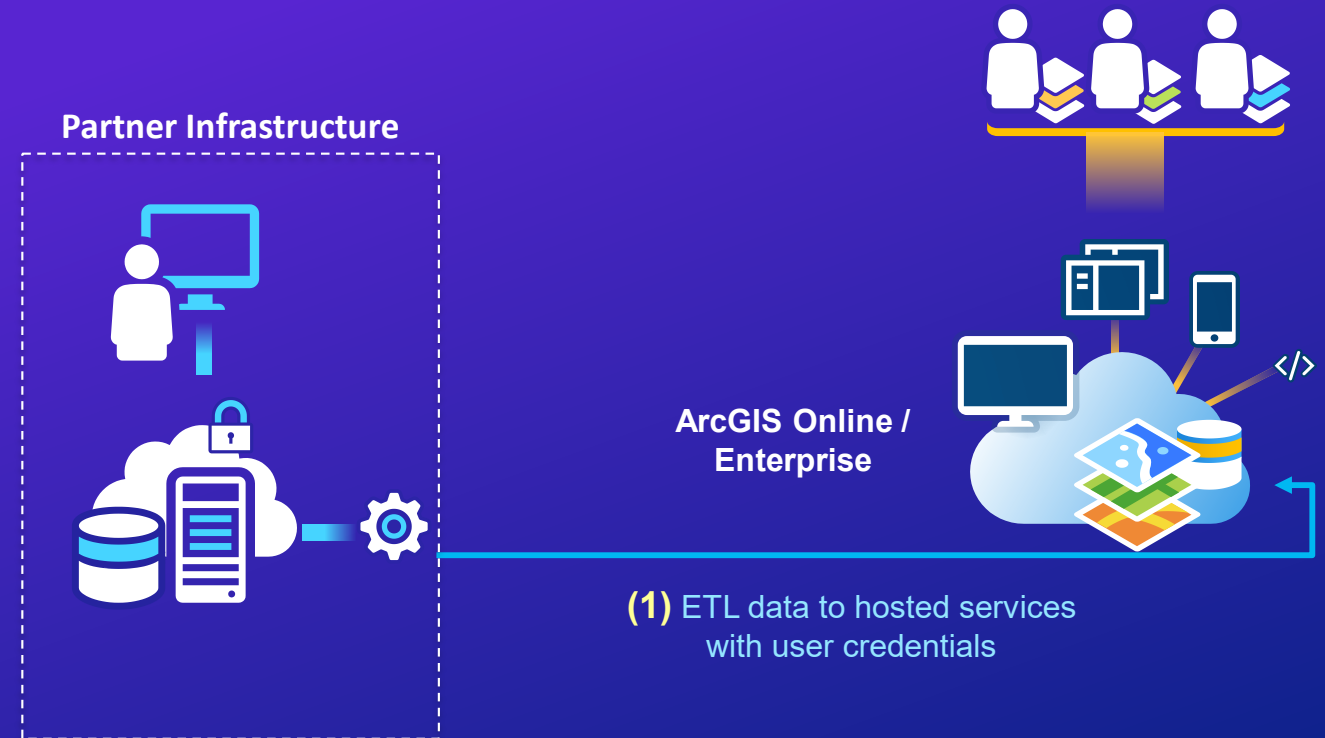 Partner Infrastructure
ArcGIS Online /
Enterprise
</>
(1) ETL data to hosted services
with user credentials